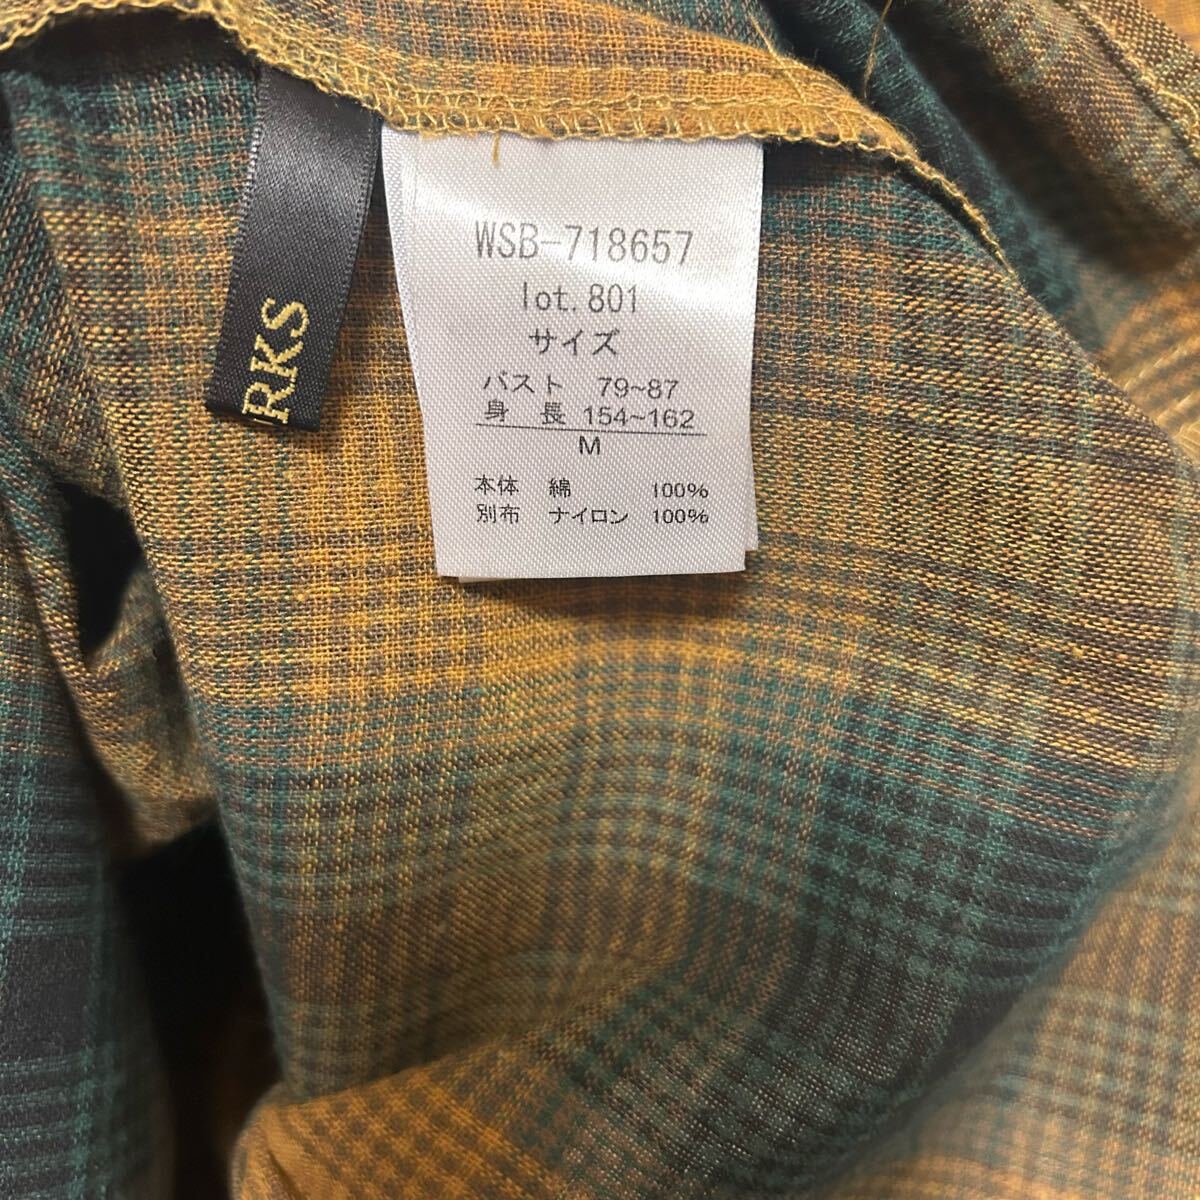 WSB-718657
lot.801
サイズ
バスト 79~87
身 長 154~162
M
本体 綿 100%
別布 ナイロン 100%